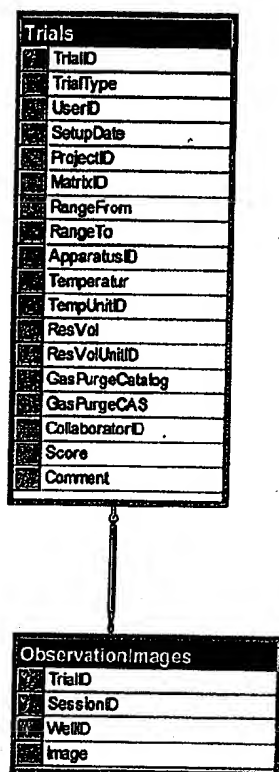 Trials
TrialID
TrialType
UserID
SetupDate
ProjectID
MatrixID
RangeFrom
RangeTo
ApparatusID
Temperatur
TempUnitID
ResVol
ResVolUnitID
GasPurgeCatalog
GasPurgeCAS
CollaboratorID
Score
Comment
ObservationImages
TrialID
SessionID
WellID
Image